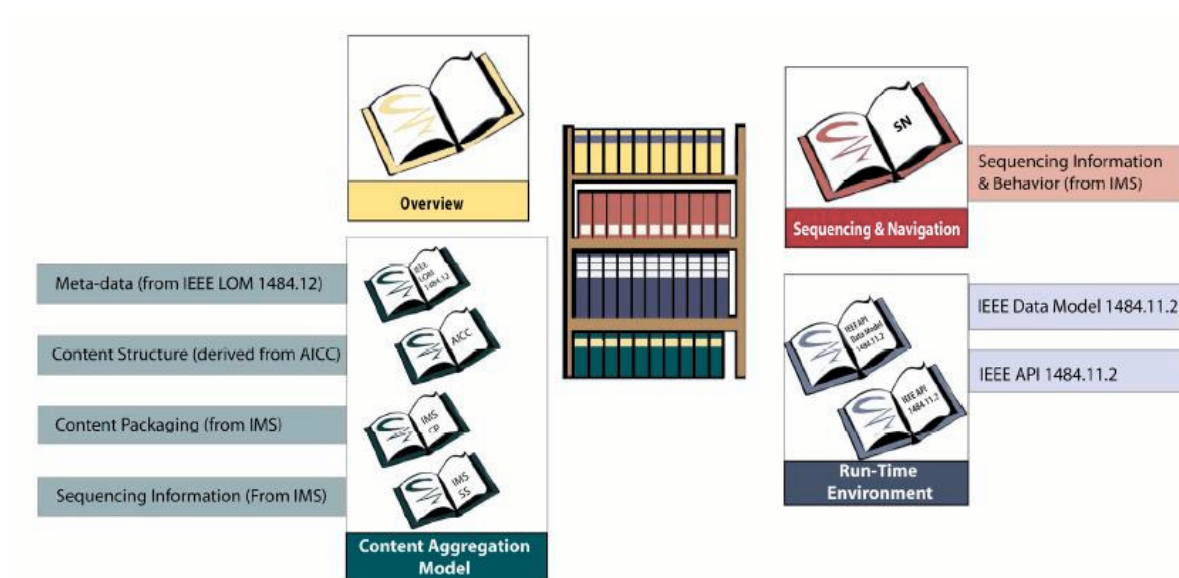 Overview
Meta-data (from IEEE LOM 1484.12)
Content Structure (derived from AICC)
Content Packaging (from IMS)
Sequencing Information (From IMS)
IEEE
LOM
1484.12
AICC
IMS
CP
IMS
SS
Content Aggregation
Model
SN
Sequencing & Navigation
Sequencing Information
& Behavior (from IMS)
IEEE API
Data Model
1484.11.2
IEEE API
1484.11.2
Run-Time
Environment
IEEE Data Model 1484.11.2
IEEE API 1484.11.2